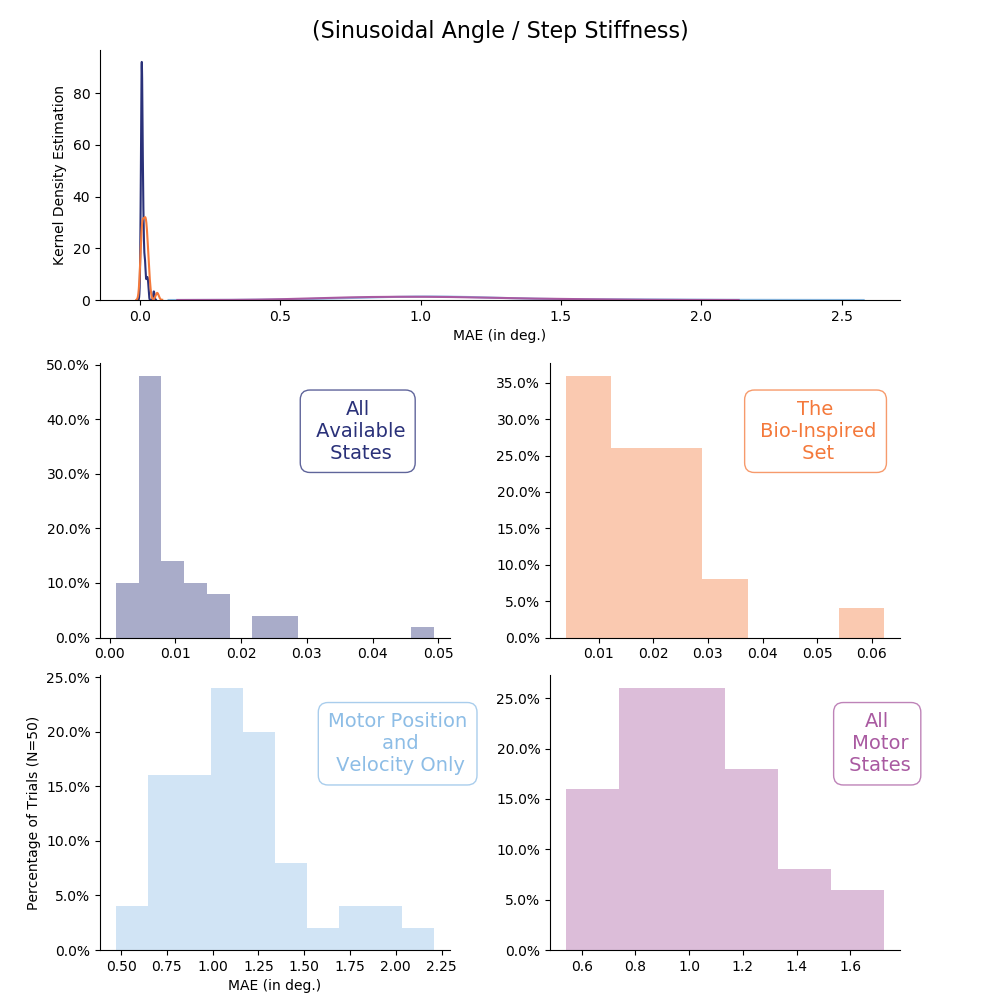 (Sinusoidal Angle / Step Stiffness)
Kernel Density Estimation
80
60
40
20
0
0.0 0.5 1.0 1.5 2.0 2.5
MAE (in deg.)
50.0%
40.0%
30.0%
20.0%
10.0%
0.0%
0.00 0.01 0.02 0.03 0.04 0.05
All
Available
States
35.0%
30.0%
25.0%
20.0%
15.0%
10.0%
5.0%
0.0%
0.01 0.02 0.03 0.04 0.05 0.06
The
Bio-Inspired
Set
Percentage of Trials (N=50)
25.0%
20.0%
15.0%
10.0%
5.0%
0.0%
0.50 0.75 1.00 1.25 1.50 1.75 2.00 2.25
MAE (in deg.)
Motor Position
and
Velocity Only
25.0%
20.0%
15.0%
10.0%
5.0%
0.0%
0.6 0.8 1.0 1.2 1.4 1.6
All
Motor
States